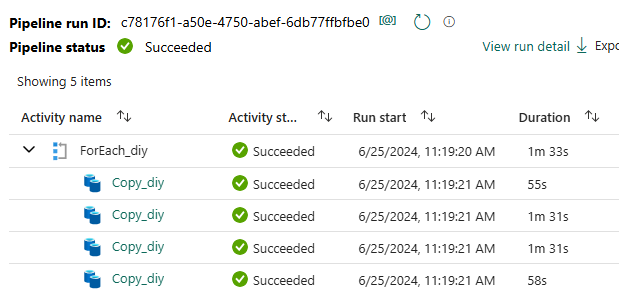 Pipeline run ID: c78176f1-a50e-4750-abef-6db77ffbfbe0 [@]
Pipeline status Succeeded View run detail Expo
Showing 5 items
Activity name Activity st... Run start Duration
ForEach_diy Succeeded 6/25/2024, 11:19:20 AM 1m 33s
Copy_diy Succeeded 6/25/2024, 11:19:21 AM 55s
Copy_diy Succeeded 6/25/2024, 11:19:21 AM 1m 31s
Copy_diy Succeeded 6/25/2024, 11:19:21 AM 1m 31s
Copy_diy Succeeded 6/25/2024, 11:19:21 AM 58s